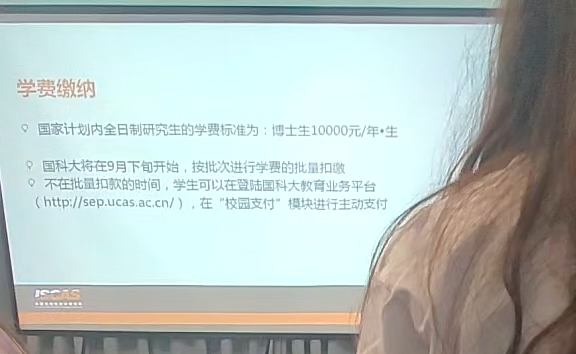 学费缴纳
国家计划内全日制研究生的学费标准为：博士生10000元/年•生
国科大将在9月下旬开始，按批次进行学费的批量扣缴
不在批量扣款的时间，学生可以在登陆国科大教育业务平台
（http://sep.ucas.ac.cn/），在“校园支付”模块进行主动支付
ISCAS